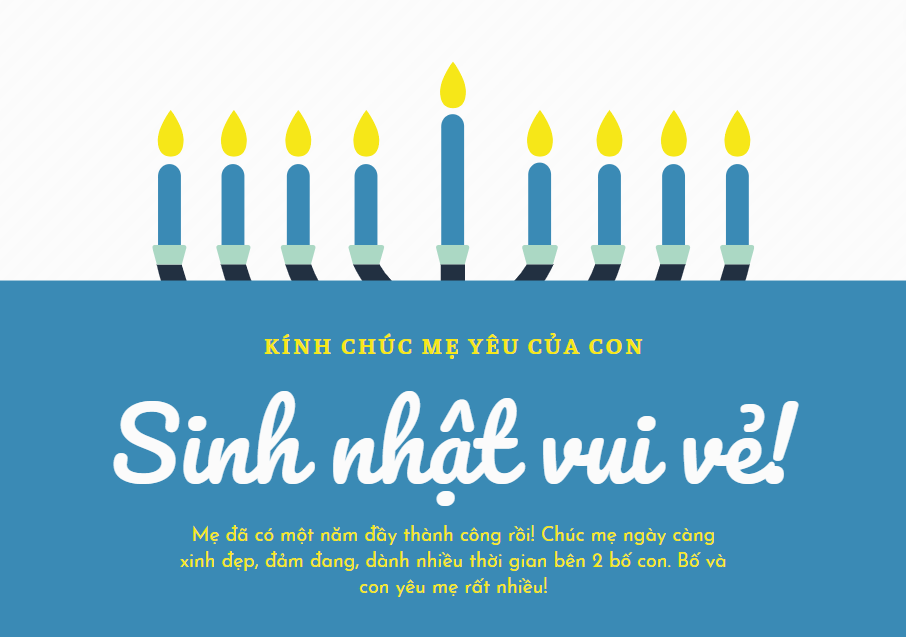 KÍNH CHÚC MẸ YÊU CỦA CON
Sinh nhật vui vẻ!
Mẹ đã có một năm đầy thành công rồi! Chúc mẹ ngày càng
xinh đẹp, đảm đang, dành nhiều thời gian bên 2 bố con. Bố và
con yêu mẹ rất nhiều!